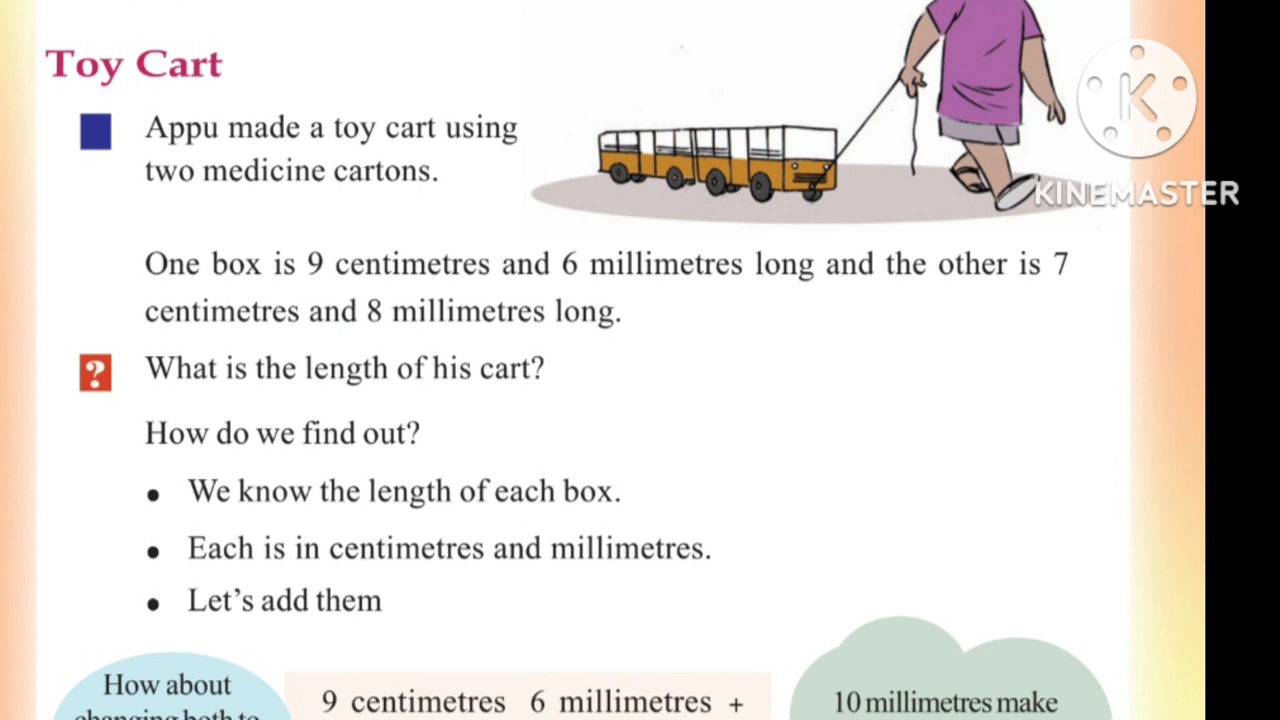 Toy Cart
Appu made a toy cart using
two medicine cartons.
KINEMASTER
One box is 9 centimetres and 6 millimetres long and the other is 7
centimetres and 8 millimetres long.
? What is the length of his cart?
How do we find out?
• We know the length of each box.
• Each is in centimetres and millimetres.
• Let's add them
How about
changing both to
9 centimetres 6 millimetres +
10 millimetres make